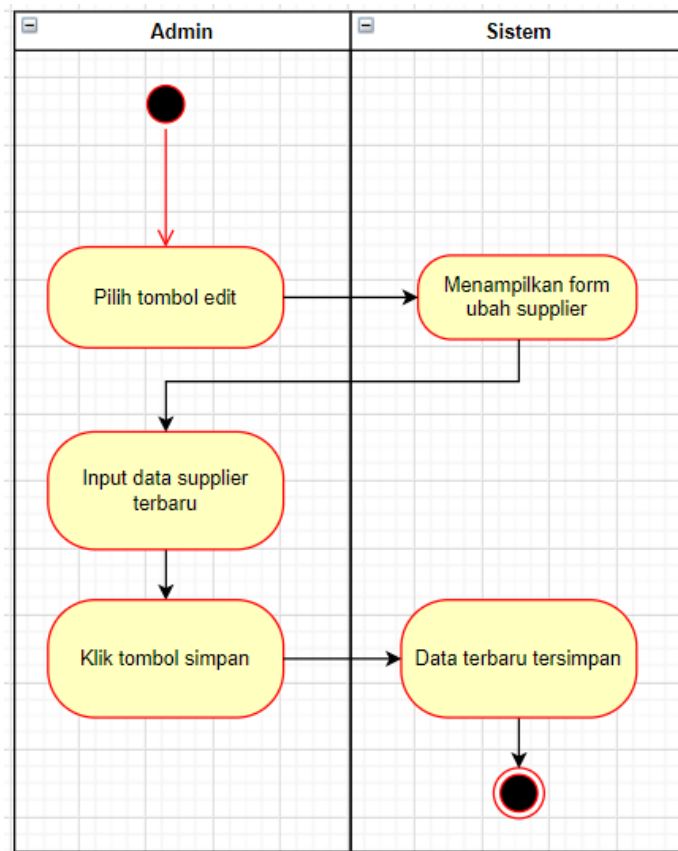 Admin
Sistem
Pilih tombol edit
Menampilkan form
ubah supplier
Input data supplier
terbaru
Klik tombol simpan
Data terbaru tersimpan